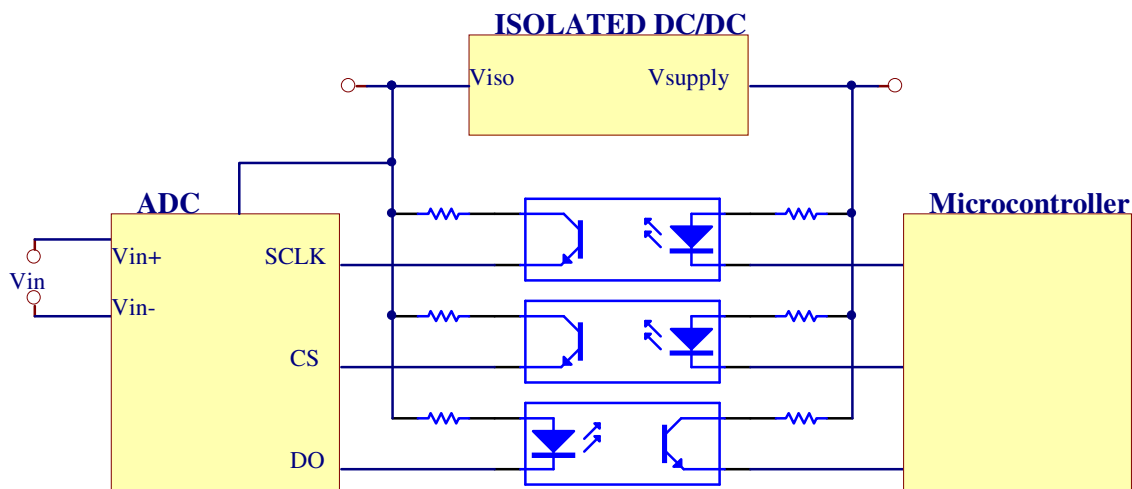 ISOLATED DC/DC
Viso
Vsupply
ADC
Microcontroller
Vin+
SCLK
Vin
Vin-
CS
DO